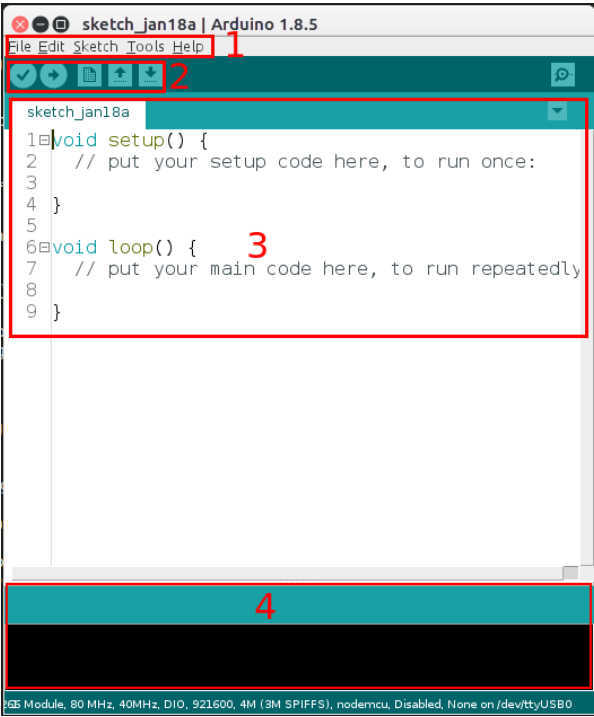 sketch_jan18a | Arduino 1.8.5
File Edit Sketch Tools Help 1
2
sketch_jan18a
1 void setup() {
2 // put your setup code here, to run once:
3
4 }
5
6 void loop() {
3
7 // put your main code here, to run repeatedly
8
9 }
4
Module, 80 MHz, 40MHz, DIO, 921600, 4M (3M SPIFFS), nodemcu, Disabled, None on /dev/ttyUSB0